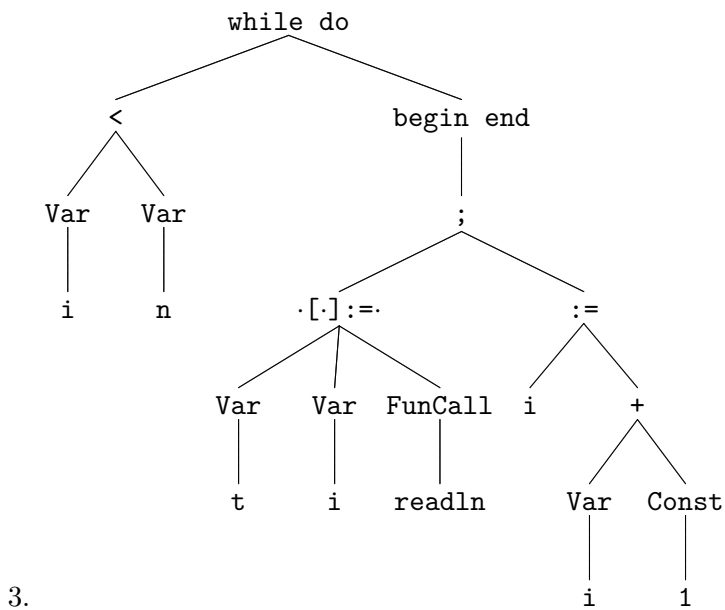 while do
< begin end
Var Var ;
i n ·[·]:=· :=
Var Var FunCall i +
t i readln Var Const
3. i 1